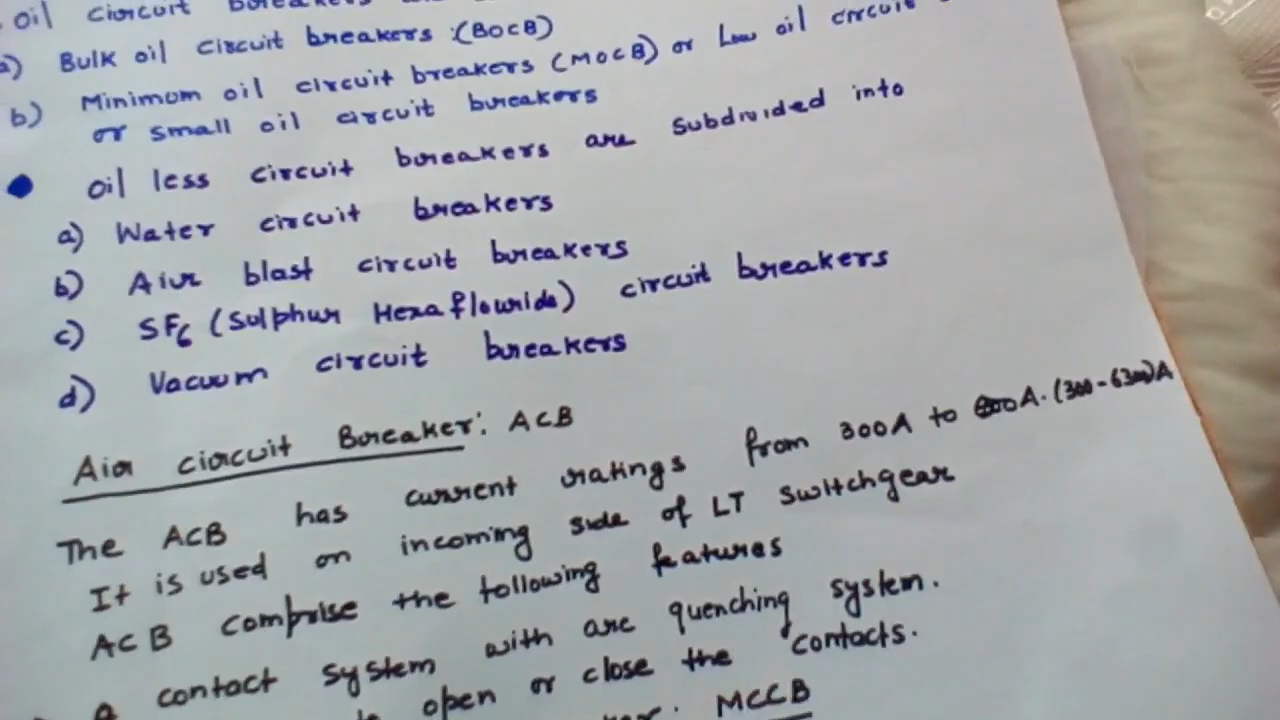 oil circuit breakers
a) Bulk oil circuit breakers :(BOCB)
b) Minimum oil circuit breakers (MOCB) or Low oil circuit
or small oil circuit breakers
oil less circuit breakers are subdivided into
a) Water circuit breakers
b) Air blast circuit breakers
c) SF6 (Sulphur Hexaflouride) circuit breakers
d) Vacuum circuit breakers
Air circuit Breaker: ACB
The ACB has current ratings from 300A to A. (300-6300)A
It is used on incoming side of LT switchgear
ACB comprise the following features
a contact system with arc quenching system.
open or close the contacts.
MCCB